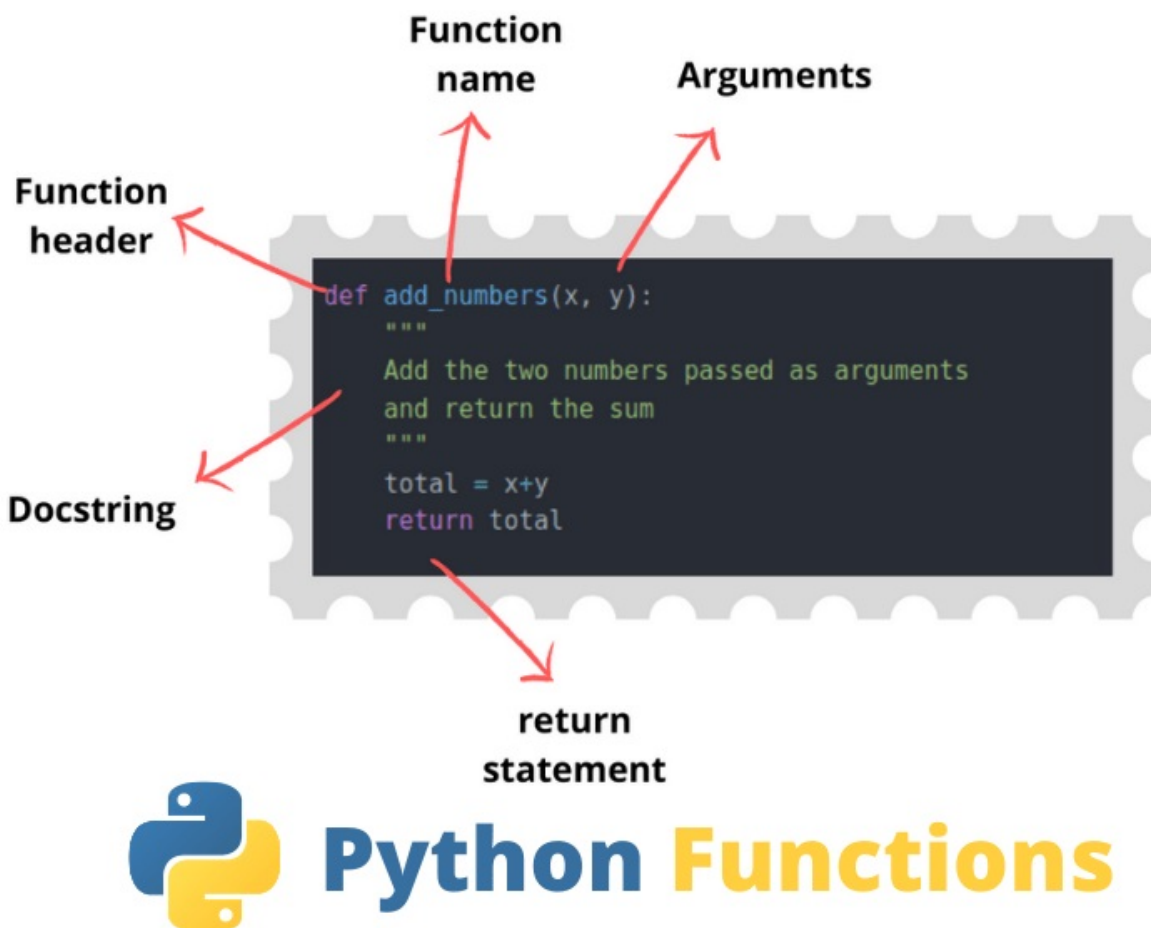 Function
name
Arguments
Function
header
def add_numbers(x, y):
    """
    Add the two numbers passed as arguments
    and return the sum
    """
    total = x+y
    return total
Docstring
return
statement
Python Functions